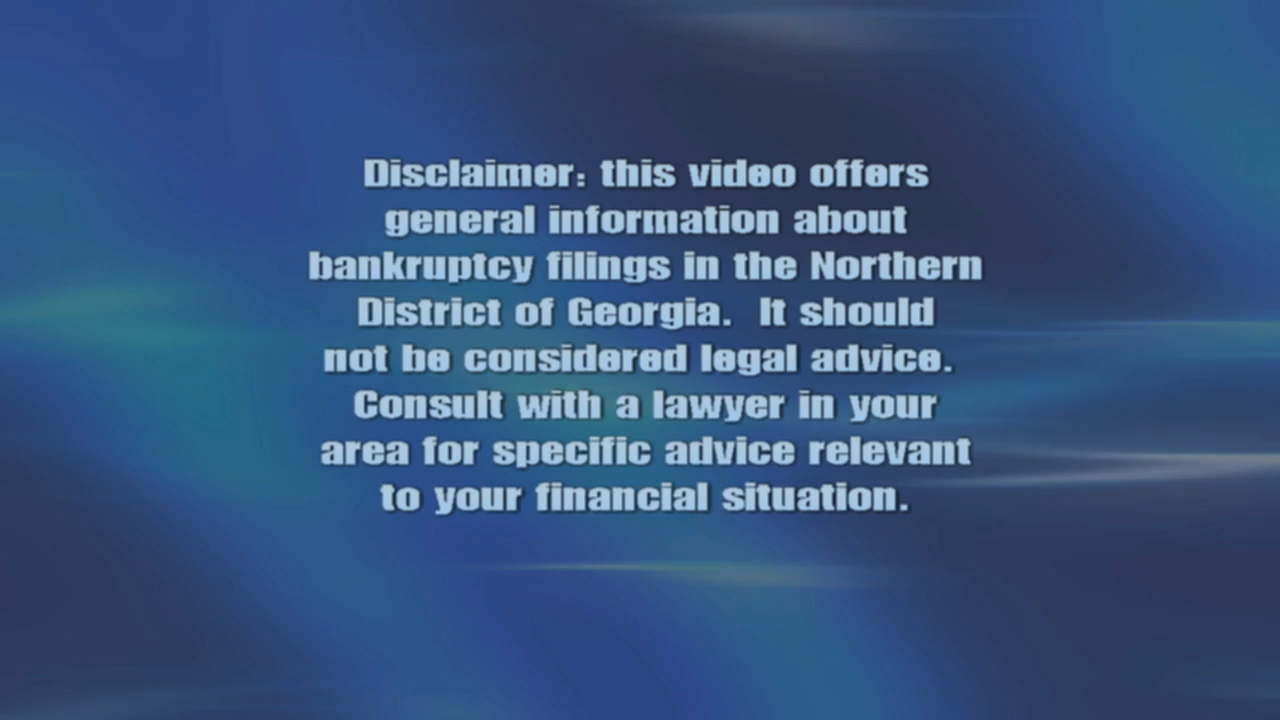 Disclaimer: this video offers
general information about
bankruptcy filings in the Northern
District of Georgia.  It should
not be considered legal advice.
Consult with a lawyer in your
area for specific advice relevant
to your financial situation.